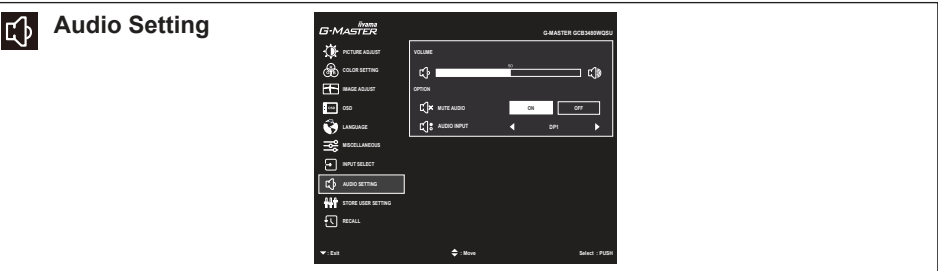 Audio Setting
iiyama
G-MASTER
G-MASTER GCB3480WQSU
PICTURE ADJUST
COLOR SETTING
IMAGE ADJUST
OSD
OSD
LANGUAGE
MISCELLANEOUS
INPUT SELECT
AUDIO SETTING
STORE USER SETTING
RECALL
VOLUME
50
OPTION
MUTE AUDIO
ON
OFF
AUDIO INPUT
DP1
: Exit
: Move
Select : PUSH